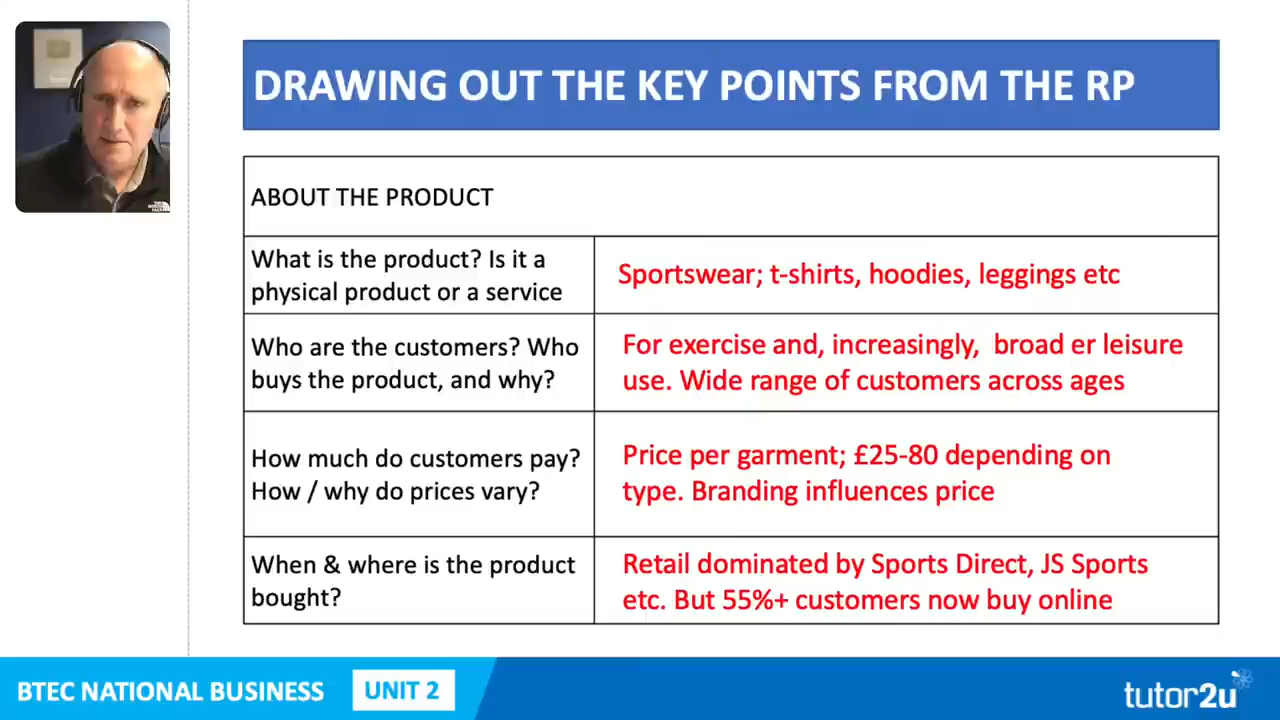 DRAWING OUT THE KEY POINTS FROM THE RP
ABOUT THE PRODUCT
What is the product? Is it a
physical product or a service
Sportswear; t-shirts, hoodies, leggings etc
Who are the customers? Who
buys the product, and why?
For exercise and, increasingly,  broad er leisure
use. Wide range of customers across ages
How much do customers pay?
How / why do prices vary?
Price per garment; £25-80 depending on
type. Branding influences price
When & where is the product
bought?
Retail dominated by Sports Direct, JS Sports
etc. But 55%+ customers now buy online
BTEC NATIONAL BUSINESS
UNIT 2
tutor2u